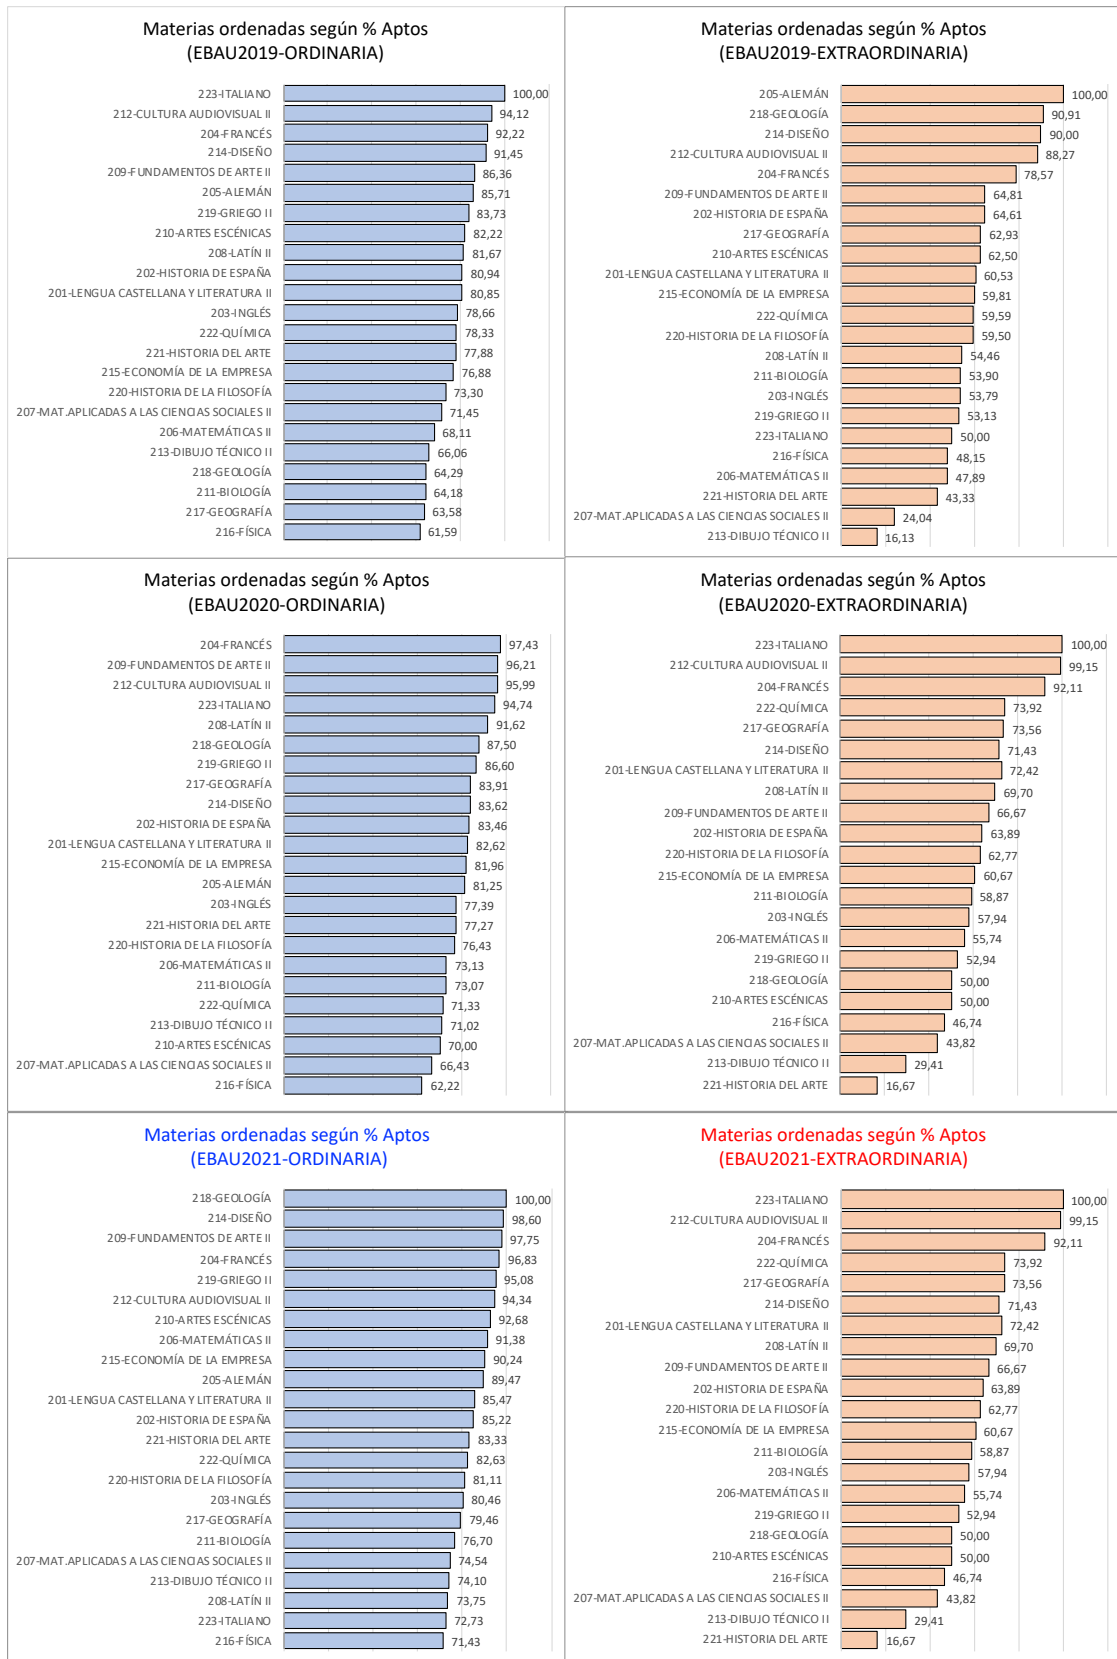 Materias ordenadas según % Aptos
(EBAU2019-ORDINARIA)
223-ITALIANO 100,00
212-CULTURA AUDIOVISUAL II 94,12
204-FRANCÉS 92,22
214-DISEÑO 91,45
209-FUNDAMENTOS DE ARTE II 86,36
205-ALEMÁN 85,71
219-GRIEGO II 83,73
210-ARTES ESCÉNICAS 82,22
208-LATÍN II 81,67
202-HISTORIA DE ESPAÑA 80,94
201-LENGUA CASTELLANA Y LITERATURA II 80,85
203-INGLÉS 78,66
222-QUÍMICA 78,33
221-HISTORIA DEL ARTE 77,88
215-ECONOMÍA DE LA EMPRESA 76,88
220-HISTORIA DE LA FILOSOFÍA 73,30
207-MAT.APLICADAS A LAS CIENCIAS SOCIALES II 71,45
206-MATEMÁTICAS II 68,11
213-DIBUJO TÉCNICO II 66,06
218-GEOLOGÍA 64,29
211-BIOLOGÍA 64,18
217-GEOGRAFÍA 63,58
216-FÍSICA 61,59
Materias ordenadas según % Aptos
(EBAU2019-EXTRAORDINARIA)
205-ALEMÁN 100,00
218-GEOLOGÍA 90,91
214-DISEÑO 90,00
212-CULTURA AUDIOVISUAL II 88,27
204-FRANCÉS 78,57
209-FUNDAMENTOS DE ARTE II 64,81
202-HISTORIA DE ESPAÑA 64,61
217-GEOGRAFÍA 62,93
210-ARTES ESCÉNICAS 62,50
201-LENGUA CASTELLANA Y LITERATURA II 60,53
215-ECONOMÍA DE LA EMPRESA 59,81
222-QUÍMICA 59,59
220-HISTORIA DE LA FILOSOFÍA 59,50
208-LATÍN II 54,46
211-BIOLOGÍA 53,90
203-INGLÉS 53,79
219-GRIEGO II 53,13
223-ITALIANO 50,00
216-FÍSICA 48,15
206-MATEMÁTICAS II 47,89
221-HISTORIA DEL ARTE 43,33
207-MAT.APLICADAS A LAS CIENCIAS SOCIALES II 24,04
213-DIBUJO TÉCNICO II 16,13
Materias ordenadas según % Aptos
(EBAU2020-ORDINARIA)
204-FRANCÉS 97,43
209-FUNDAMENTOS DE ARTE II 96,21
212-CULTURA AUDIOVISUAL II 95,99
223-ITALIANO 94,74
208-LATÍN II 91,62
218-GEOLOGÍA 87,50
219-GRIEGO II 86,60
217-GEOGRAFÍA 83,91
214-DISEÑO 83,62
202-HISTORIA DE ESPAÑA 83,46
201-LENGUA CASTELLANA Y LITERATURA II 82,62
215-ECONOMÍA DE LA EMPRESA 81,96
205-ALEMÁN 81,25
203-INGLÉS 77,39
221-HISTORIA DEL ARTE 77,27
220-HISTORIA DE LA FILOSOFÍA 76,43
206-MATEMÁTICAS II 73,13
211-BIOLOGÍA 73,07
222-QUÍMICA 71,33
213-DIBUJO TÉCNICO II 71,02
210-ARTES ESCÉNICAS 70,00
207-MAT.APLICADAS A LAS CIENCIAS SOCIALES II 66,43
216-FÍSICA 62,22
Materias ordenadas según % Aptos
(EBAU2020-EXTRAORDINARIA)
223-ITALIANO 100,00
212-CULTURA AUDIOVISUAL II 99,15
204-FRANCÉS 92,11
222-QUÍMICA 73,92
217-GEOGRAFÍA 73,56
214-DISEÑO 71,43
201-LENGUA CASTELLANA Y LITERATURA II 72,42
208-LATÍN II 69,70
209-FUNDAMENTOS DE ARTE II 66,67
202-HISTORIA DE ESPAÑA 63,89
220-HISTORIA DE LA FILOSOFÍA 62,77
215-ECONOMÍA DE LA EMPRESA 60,67
211-BIOLOGÍA 58,87
203-INGLÉS 57,94
206-MATEMÁTICAS II 55,74
219-GRIEGO II 52,94
218-GEOLOGÍA 50,00
210-ARTES ESCÉNICAS 50,00
216-FÍSICA 46,74
207-MAT.APLICADAS A LAS CIENCIAS SOCIALES II 43,82
213-DIBUJO TÉCNICO II 29,41
221-HISTORIA DEL ARTE 16,67
Materias ordenadas según % Aptos
(EBAU2021-ORDINARIA)
218-GEOLOGÍA 100,00
214-DISEÑO 98,60
209-FUNDAMENTOS DE ARTE II 97,75
204-FRANCÉS 96,83
219-GRIEGO II 95,08
212-CULTURA AUDIOVISUAL II 94,34
210-ARTES ESCÉNICAS 92,68
206-MATEMÁTICAS II 91,38
215-ECONOMÍA DE LA EMPRESA 90,24
205-ALEMÁN 89,47
201-LENGUA CASTELLANA Y LITERATURA II 85,47
202-HISTORIA DE ESPAÑA 85,22
221-HISTORIA DEL ARTE 83,33
222-QUÍMICA 82,63
220-HISTORIA DE LA FILOSOFÍA 81,11
203-INGLÉS 80,46
217-GEOGRAFÍA 79,46
211-BIOLOGÍA 76,70
207-MAT.APLICADAS A LAS CIENCIAS SOCIALES II 74,54
213-DIBUJO TÉCNICO II 74,10
208-LATÍN II 73,75
223-ITALIANO 72,73
216-FÍSICA 71,43
Materias ordenadas según % Aptos
(EBAU2021-EXTRAORDINARIA)
223-ITALIANO 100,00
212-CULTURA AUDIOVISUAL II 99,15
204-FRANCÉS 92,11
222-QUÍMICA 73,92
217-GEOGRAFÍA 73,56
214-DISEÑO 71,43
201-LENGUA CASTELLANA Y LITERATURA II 72,42
208-LATÍN II 69,70
209-FUNDAMENTOS DE ARTE II 66,67
202-HISTORIA DE ESPAÑA 63,89
220-HISTORIA DE LA FILOSOFÍA 62,77
215-ECONOMÍA DE LA EMPRESA 60,67
211-BIOLOGÍA 58,87
203-INGLÉS 57,94
206-MATEMÁTICAS II 55,74
219-GRIEGO II 52,94
218-GEOLOGÍA 50,00
210-ARTES ESCÉNICAS 50,00
216-FÍSICA 46,74
207-MAT.APLICADAS A LAS CIENCIAS SOCIALES II 43,82
213-DIBUJO TÉCNICO II 29,41
221-HISTORIA DEL ARTE 16,67